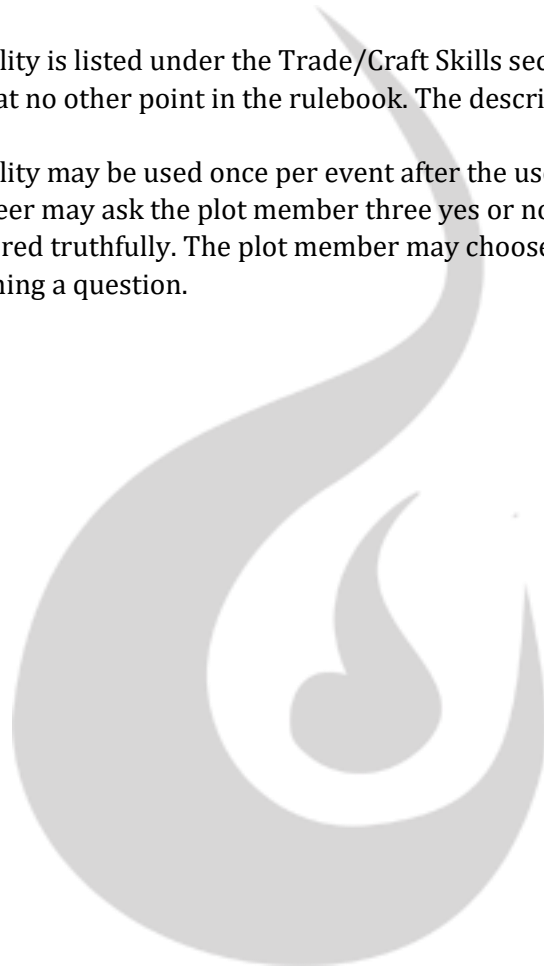 lity is listed under the Trade/Craft Skills sec
at no other point in the rulebook. The descri
lity may be used once per event after the use
eer may ask the plot member three yes or no
red truthfully. The plot member may choose
ning a question.